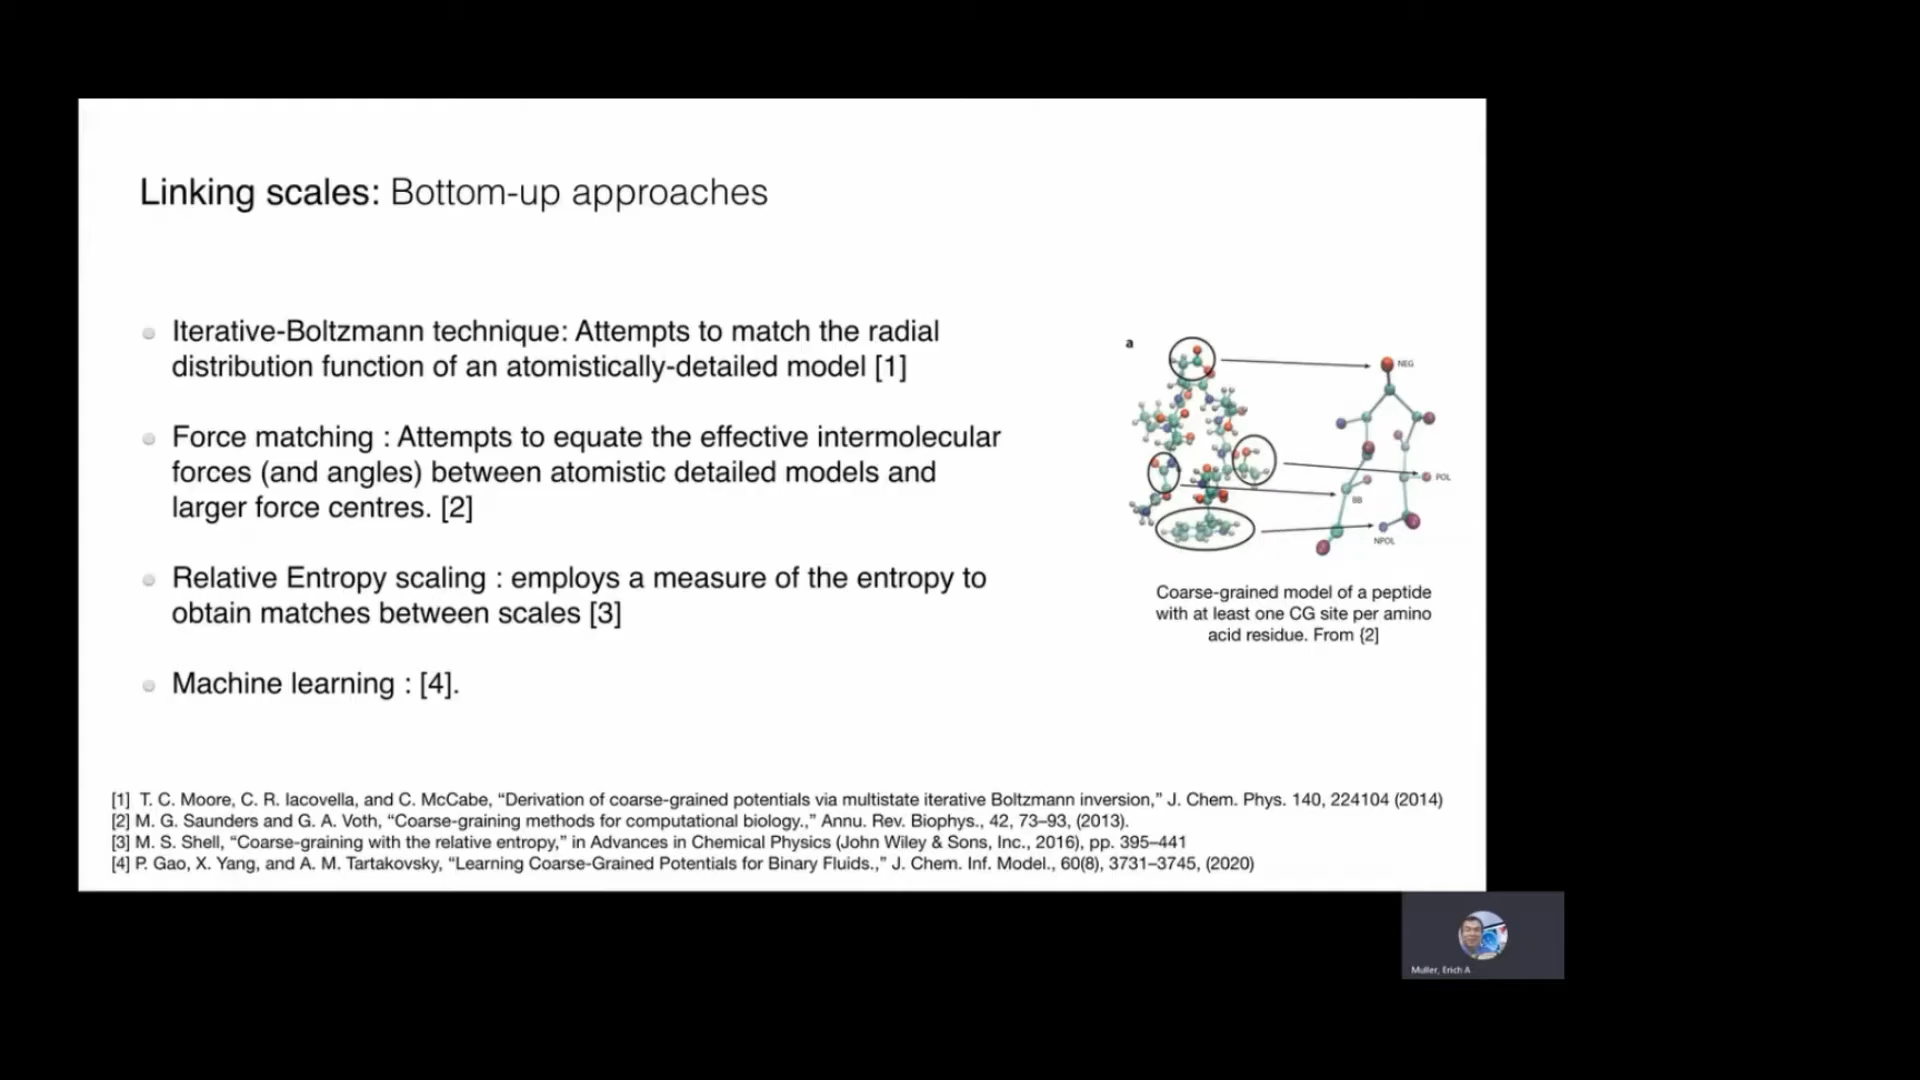 Linking scales: Bottom-up approaches
Iterative-Boltzmann technique: Attempts to match the radial
distribution function of an atomistically-detailed model [1]
Force matching : Attempts to equate the effective intermolecular
forces (and angles) between atomistic detailed models and
larger force centres. [2]
Relative Entropy scaling : employs a measure of the entropy to
obtain matches between scales [3]
Machine learning : [4].
a
NEG
POL
BB
NPOL
Coarse-grained model of a peptide
with at least one CG site per amino
acid residue. From {2]
[1] T. C. Moore, C. R. Iacovella, and C. McCabe, “Derivation of coarse-grained potentials via multistate iterative Boltzmann inversion,” J. Chem. Phys. 140, 224104 (2014)
[2] M. G. Saunders and G. A. Voth, “Coarse-graining methods for computational biology.,” Annu. Rev. Biophys., 42, 73–93, (2013).
[3] M. S. Shell, “Coarse-graining with the relative entropy,” in Advances in Chemical Physics (John Wiley & Sons, Inc., 2016), pp. 395–441
[4] P. Gao, X. Yang, and A. M. Tartakovsky, “Learning Coarse-Grained Potentials for Binary Fluids.,” J. Chem. Inf. Model., 60(8), 3731–3745, (2020)
Muller, Erich A